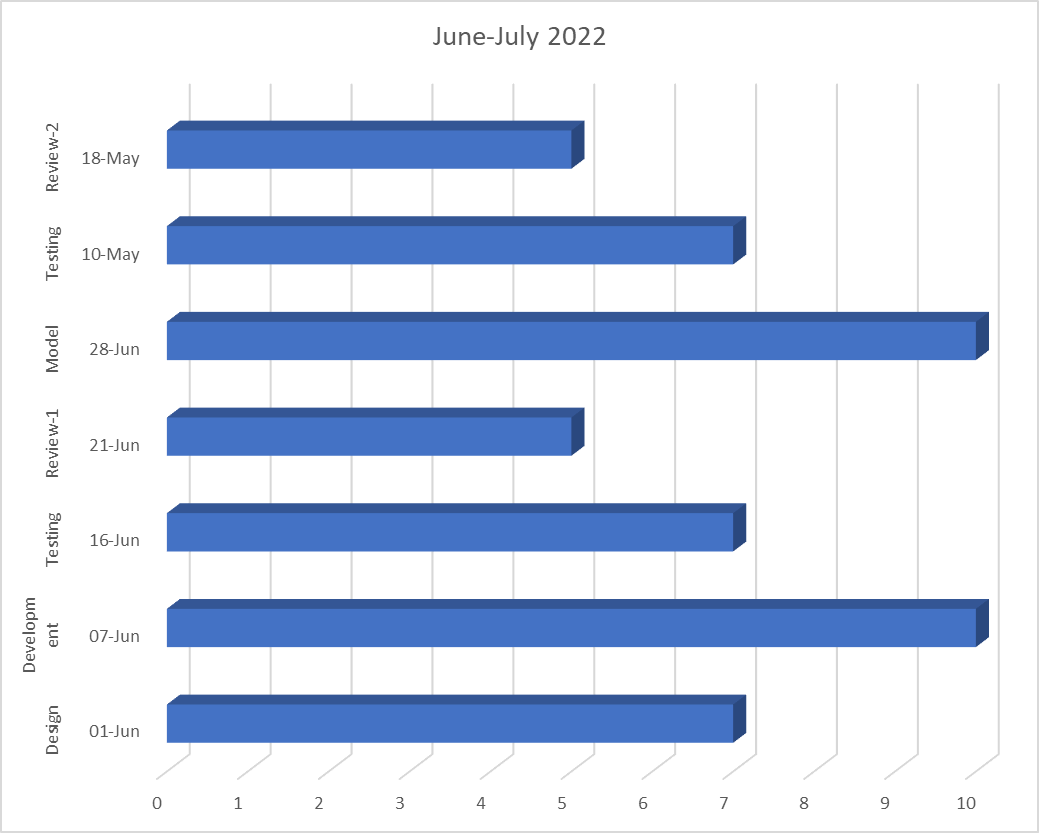 June-July 2022
Review-2
18-May
Testing
10-May
Model
28-Jun
Review-1
21-Jun
Testing
16-Jun
Developm
ent
07-Jun
Design
01-Jun
0 1 2 3 4 5 6 7 8 9 10